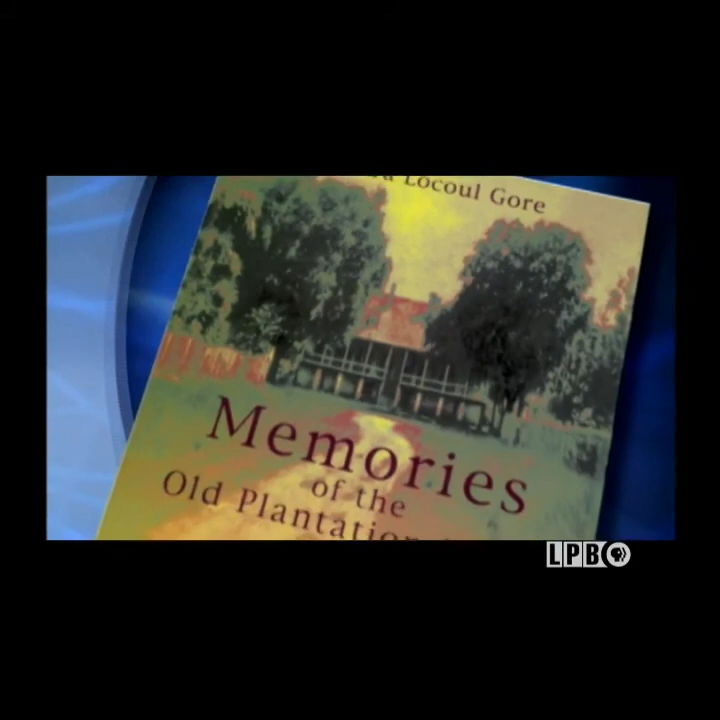 Locoul Gore
Memories
of the
Old Plantation
LPB